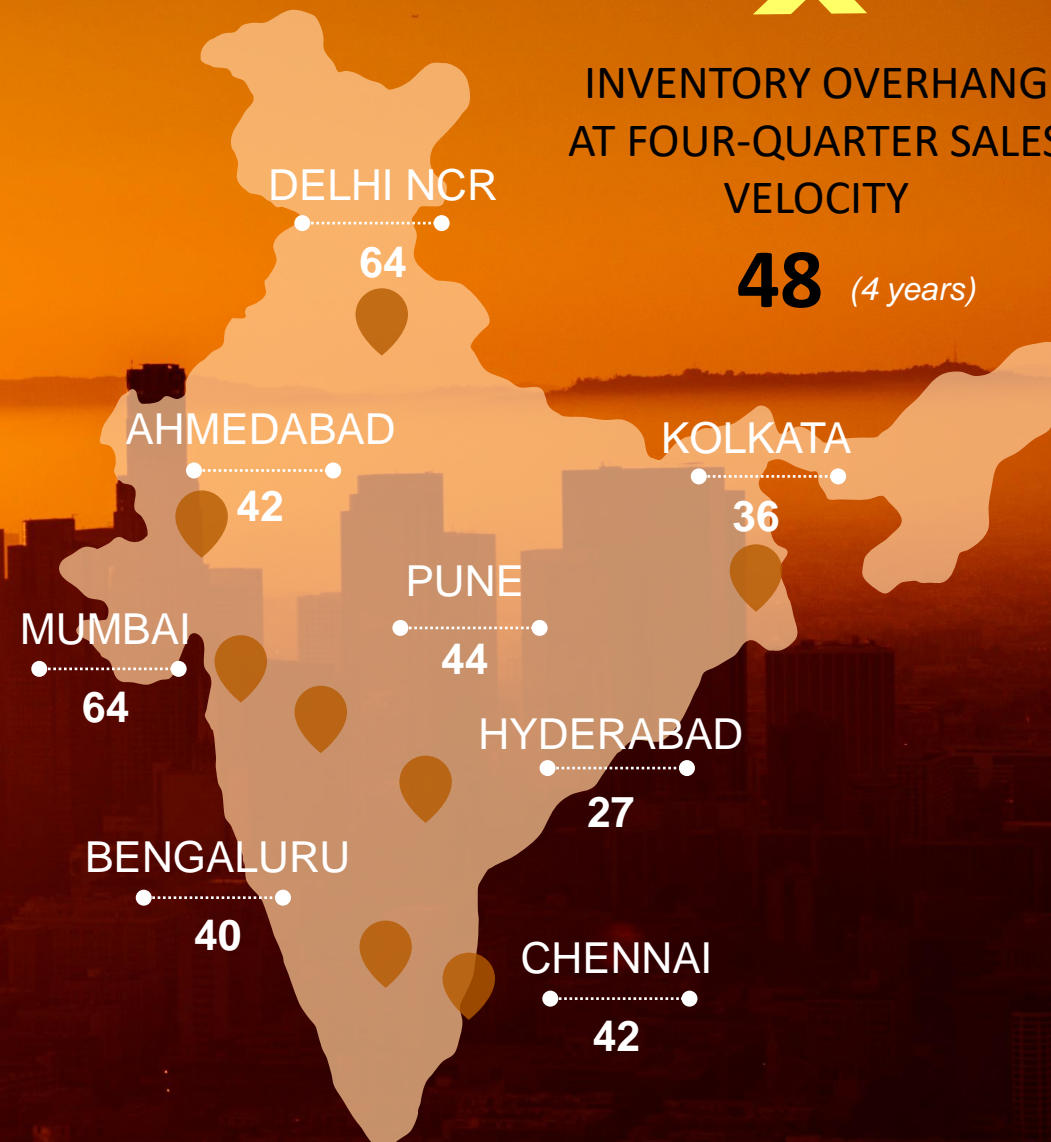 INVENTORY OVERHANG
AT FOUR-QUARTER SALES
VELOCITY
48 (4 years)
DELHI NCR
64
AHMEDABAD
42
KOLKATA
36
PUNE
44
MUMBAI
64
HYDERABAD
27
BENGALURU
40
CHENNAI
42